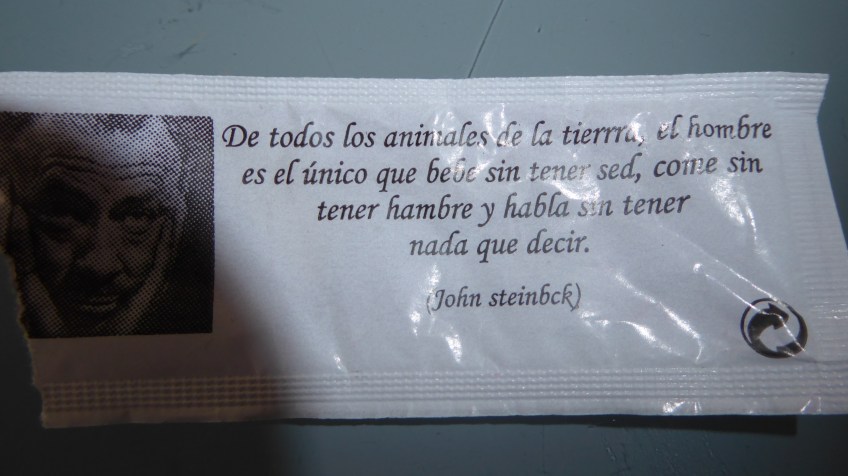 De todos los animales de la tierrra, el hombre
es el único que bebe sin tener sed, come sin
tener hambre y habla sin tener
nada que decir.
(John steinbck)